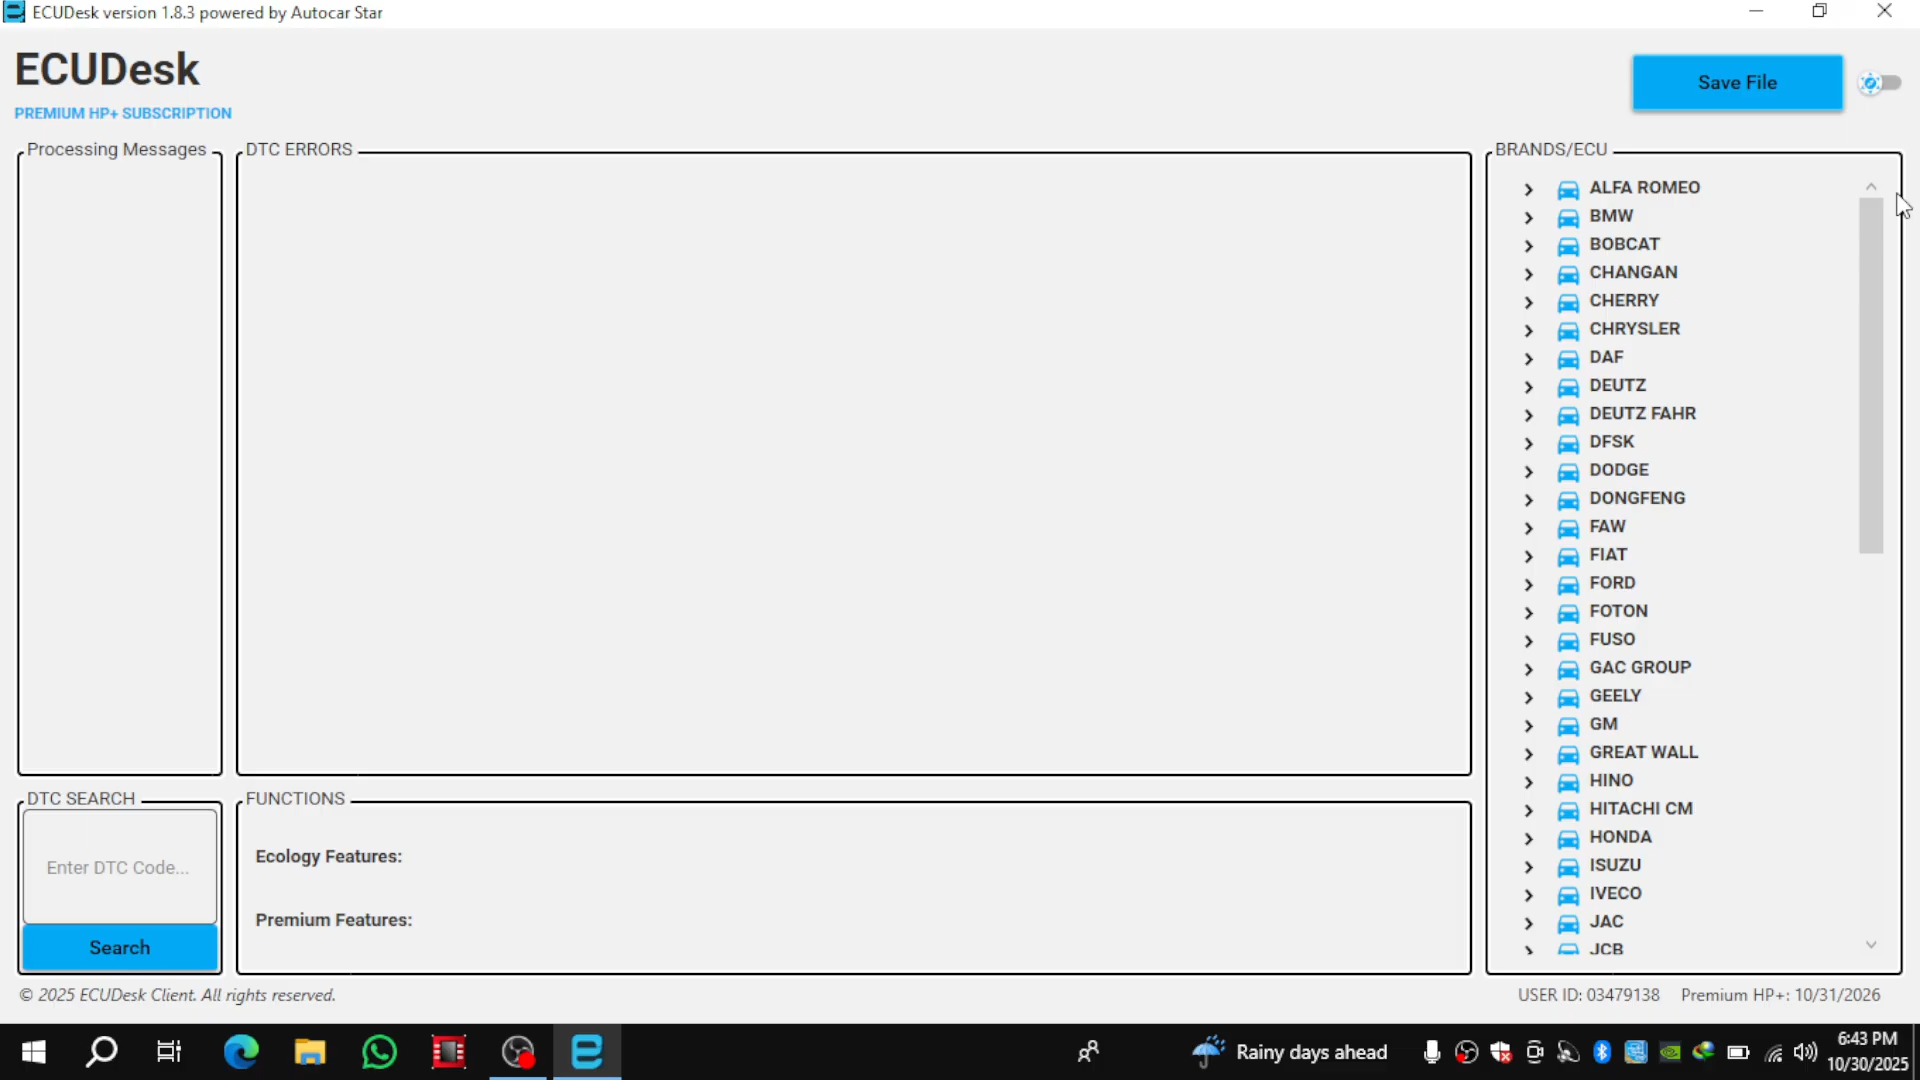 ECUDesk version 1.8.3 powered by Autocar Star
ECUDesk
PREMIUM HP+ SUBSCRIPTION
Save File
Processing Messages
DTC ERRORS
BRANDS/ECU
ALFA ROMEO
BMW
BOBCAT
CHANGAN
CHERRY
CHRYSLER
DAF
DEUTZ
DEUTZ FAHR
DFSK
DODGE
DONGFENG
FAW
FIAT
FORD
FOTON
FUSO
GAC GROUP
GEELY
GM
GREAT WALL
HINO
HITACHI CM
HONDA
ISUZU
IVECO
JAC
JCB
DTC SEARCH
Enter DTC Code...
Search
FUNCTIONS
Ecology Features:
Premium Features:
© 2025 ECUDesk Client. All rights reserved.
USER ID: 03479138 Premium HP+: 10/31/2026
Rainy days ahead
6:43 PM
10/30/2025